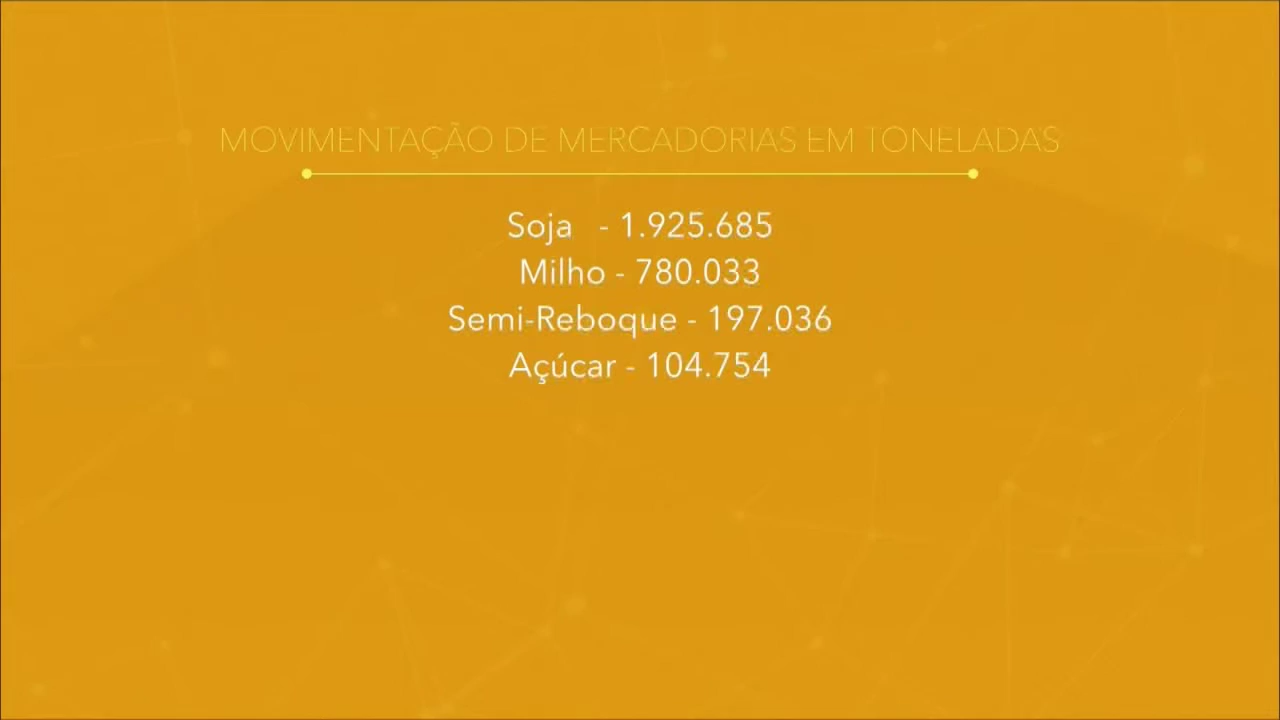 MOVIMENTAÇÃO DE MERCADORIAS EM TONELADAS
Soja - 1.925.685
Milho - 780.033
Semi-Reboque - 197.036
Açúcar - 104.754